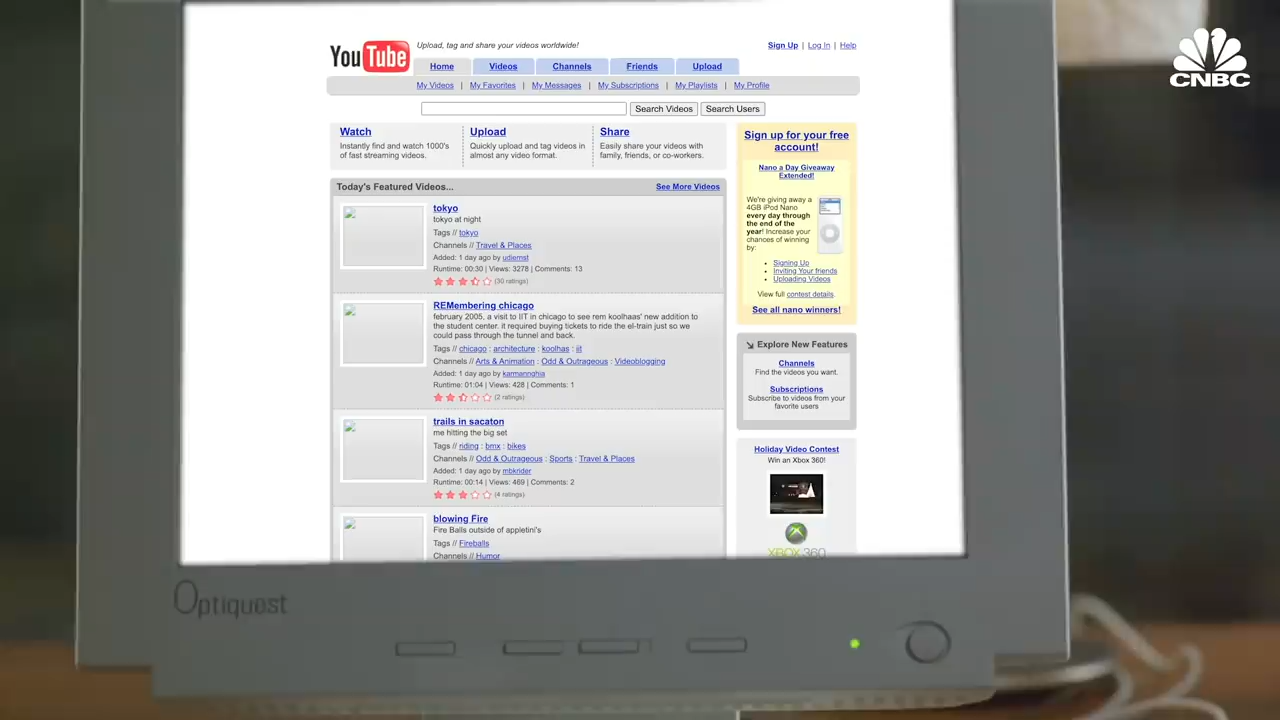 YouTube
Upload, tag and share your videos worldwide!
Sign Up | Log In | Help
Home
Videos
Channels
Friends
Upload
My Videos | My Favorites | My Messages | My Subscriptions | My Playlists | My Profile
Search Videos
Search Users
Watch
Instantly find and watch 1000's
of fast streaming videos.
Upload
Quickly upload and tag videos in
almost any video format.
Share
Easily share your videos with
family, friends, or co-workers.
Today's Featured Videos...
See More Videos
tokyo
tokyo at night
Tags // tokyo
Channels // Travel & Places
Added: 1 day ago by udiemst
Runtime: 00:30 | Views: 3278 | Comments: 13
(30 ratings)
REMembering chicago
february 2005, a visit to IIT in chicago to see rem koolhaas' new addition
to the student center. it required buying tickets to ride the el-train just so we
could pass through the tunnel and back.
Tags // chicago : architecture : koolhas : iit
Channels // Arts & Animation : Odd & Outrageous : Videoblogging
Added: 1 day ago by karmannghia
Runtime: 01:04 | Views: 428 | Comments: 1
(2 ratings)
trails in sacaton
me hitting the big set
Tags // riding : bmx : bikes
Channels // Odd & Outrageous : Sports : Travel & Places
Added: 1 day ago by mbkrider
Runtime: 00:14 | Views: 469 | Comments: 2
(4 ratings)
blowing Fire
Fire Balls outside of appletini's
Tags // Fireballs
Channels // Humor
Sign up for your free
account!
Nano a Day Giveaway
Extended!
We're giving away a
4GB iPod Nano
every day through
the end of the
year! Increase your
chances of winning
by:
Signing Up
Inviting Your friends
Uploading Videos
View full contest details.
See all nano winners!
Explore New Features
Channels
Find the videos you want.
Subscriptions
Subscribe to videos from your
favorite users
Holiday Video Contest
Win an Xbox 360!
XBOX 360
Optiquest
CNBC